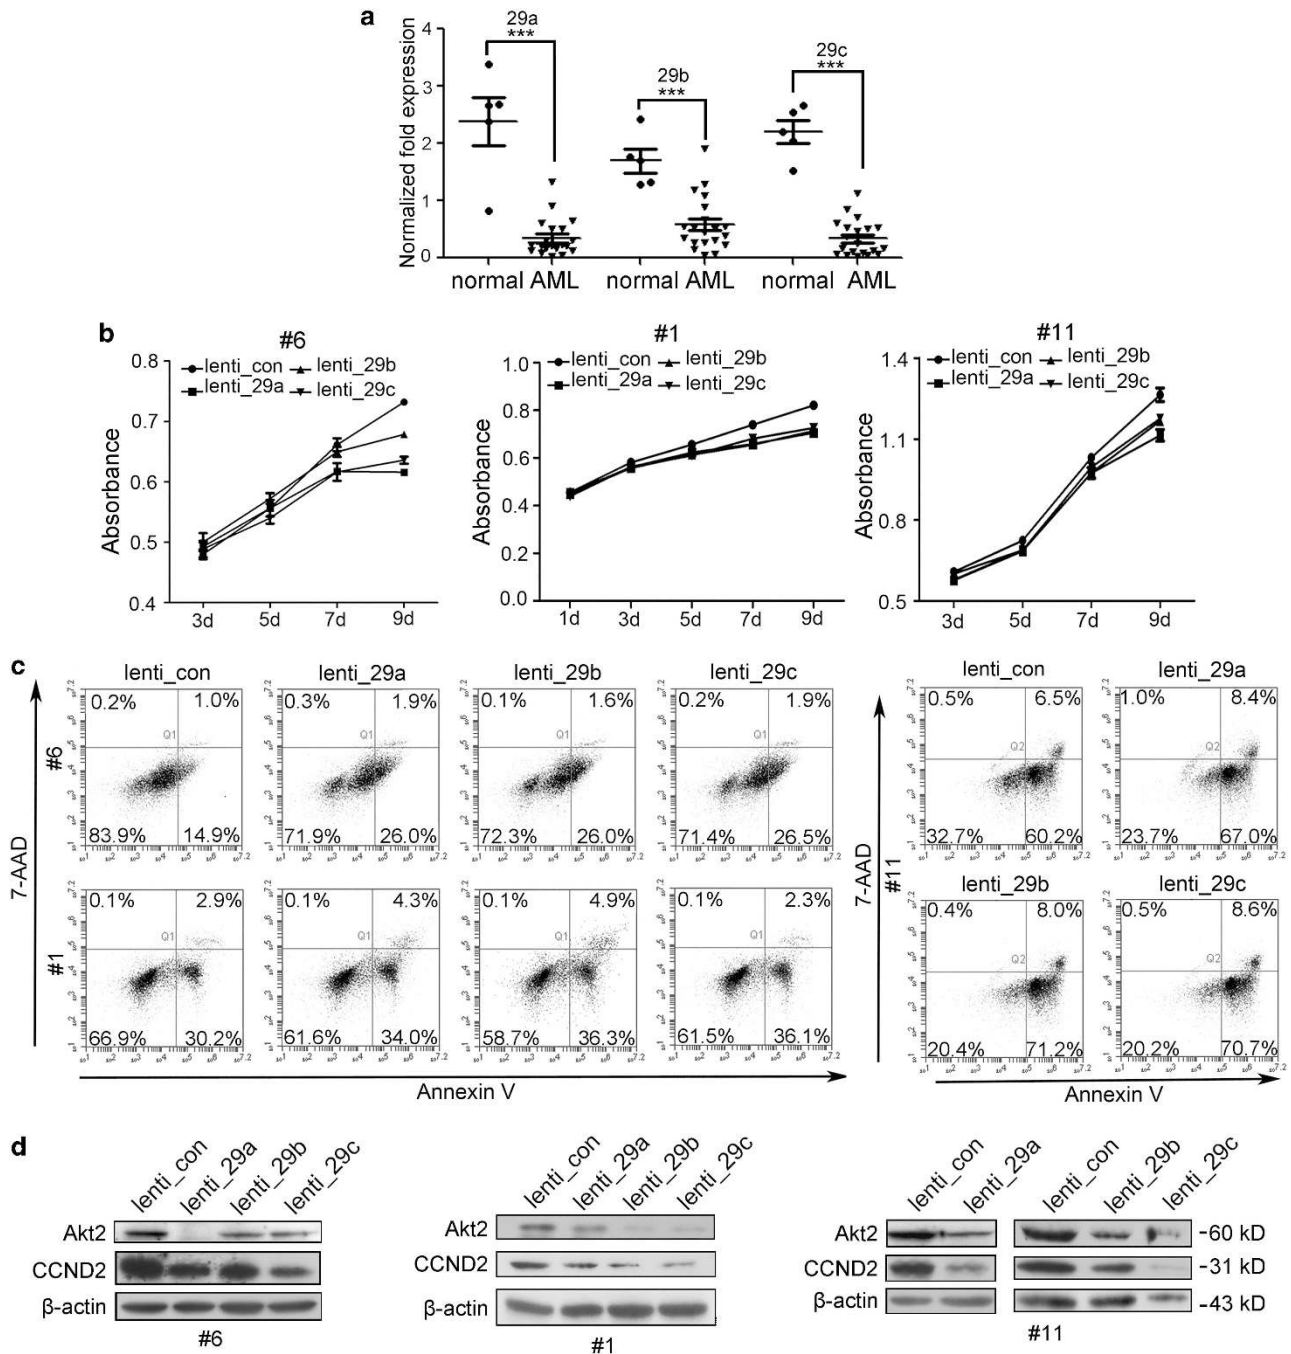 a
29a
***
29b
***
29c
***
Normalized fold expression
4
3
2
1
0
normal AML
normal AML
normal AML
b
#6
lenti_con
lenti_29b
lenti_29a
lenti_29c
Absorbance
0.8
0.7
0.6
0.5
0.4
3d 5d 7d 9d
#1
lenti_con
lenti_29b
lenti_29a
lenti_29c
Absorbance
1.0
0.8
0.6
0.4
0.2
0.0
1d 3d 5d 7d 9d
#11
lenti_con
lenti_29b
lenti_29a
lenti_29c
Absorbance
1.4
1.1
0.8
0.5
3d 5d 7d 9d
c
lenti_con lenti_29a lenti_29b lenti_29c
#6
0.2% 1.0% 0.3% 1.9% 0.1% 1.6% 0.2% 1.9%
Q1 Q1 Q1 Q1
83.9% 14.9% 71.9% 26.0% 72.3% 26.0% 71.4% 26.5%
#1
0.1% 2.9% 0.1% 4.3% 0.1% 4.9% 0.1% 2.3%
Q1 Q1 Q1 Q1
66.9% 30.2% 61.6% 34.0% 58.7% 36.3% 61.5% 36.1%
7-AAD
Annexin V
lenti_con lenti_29a
0.5% 6.5% 1.0% 8.4%
Q2
32.7% 60.2% 23.7% 67.0%
#11
7-AAD
lenti_29b lenti_29c
0.4% 8.0% 0.5% 8.6%
Q2 Q2
20.4% 71.2% 20.2% 70.7%
Annexin V
d
lenti_con lenti_29a lenti_29b lenti_29c
Akt2
CCND2
β-actin
#6
lenti_con lenti_29a lenti_29b lenti_29c
Akt2
CCND2
β-actin
#1
lenti_con lenti_29a lenti_con lenti_29b lenti_29c
Akt2 -60 kD
CCND2 -31 kD
β-actin -43 kD
#11